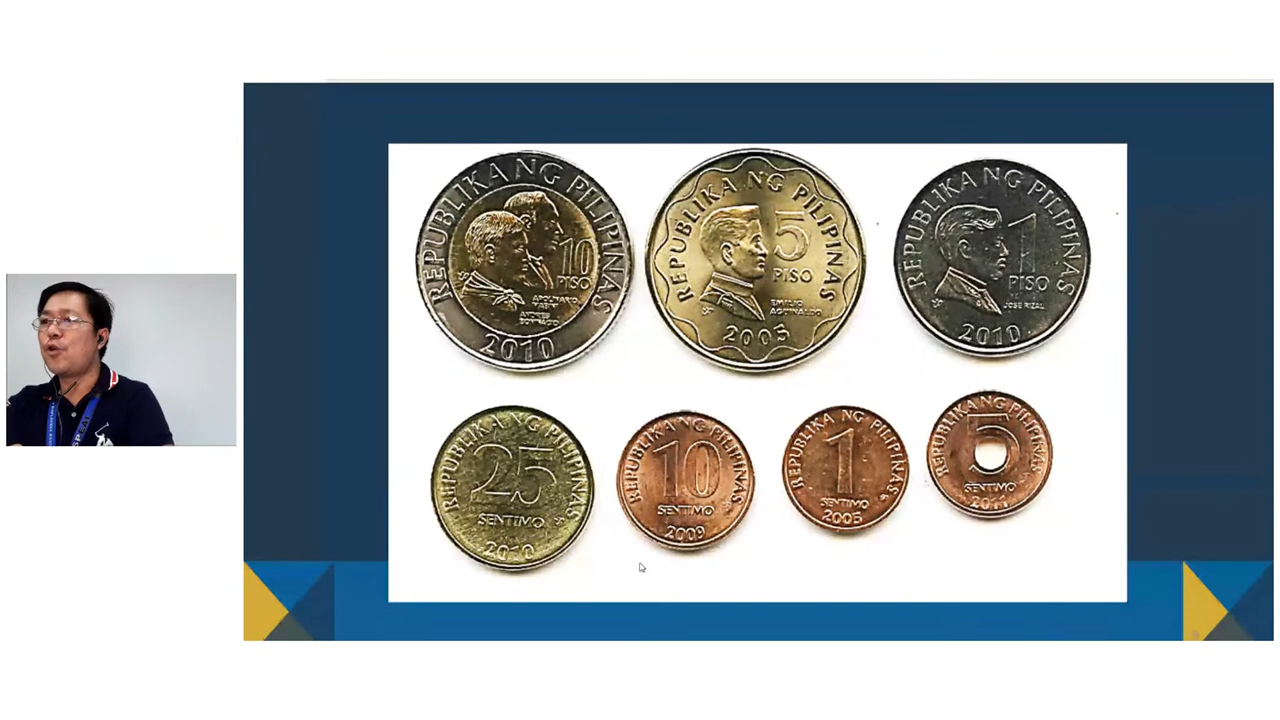 REPUBLIKA NG PILIPINAS
10
PISO
APOLINARIO
ANDRES
BONIFACIO
2010
REPUBLIKA NG PILIPINAS
5
PISO
EMILIO
AGUINALDO
2005
REPUBLIKA NG PILIPINAS
1
PISO
JOSE RIZAL
2010
REPUBLIKA NG PILIPINAS
25
SENTIMO
2010
REPUBLIKA NG PILIPINAS
10
SENTIMO
2009
REPUBLIKA NG PILIPINAS
1
SENTIMO
2005
REPUBLIKA NG PILIPINAS
5
SENTIMO
2011